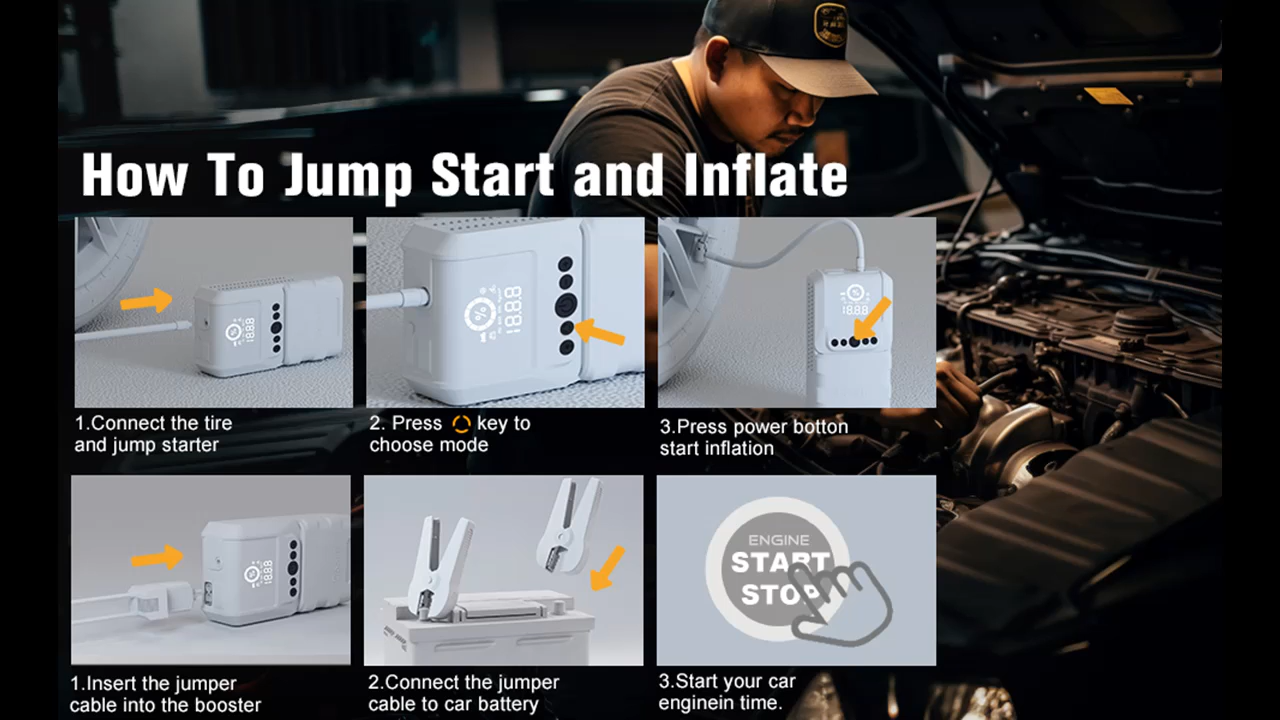 How To Jump Start and Inflate
1.Connect the tire
and jump starter
2. Press key to
choose mode
3.Press power botton
start inflation
1.Insert the jumper
cable into the booster
2.Connect the jumper
cable to car battery
ENGINE
START
STOP
3.Start your car
enginein time.